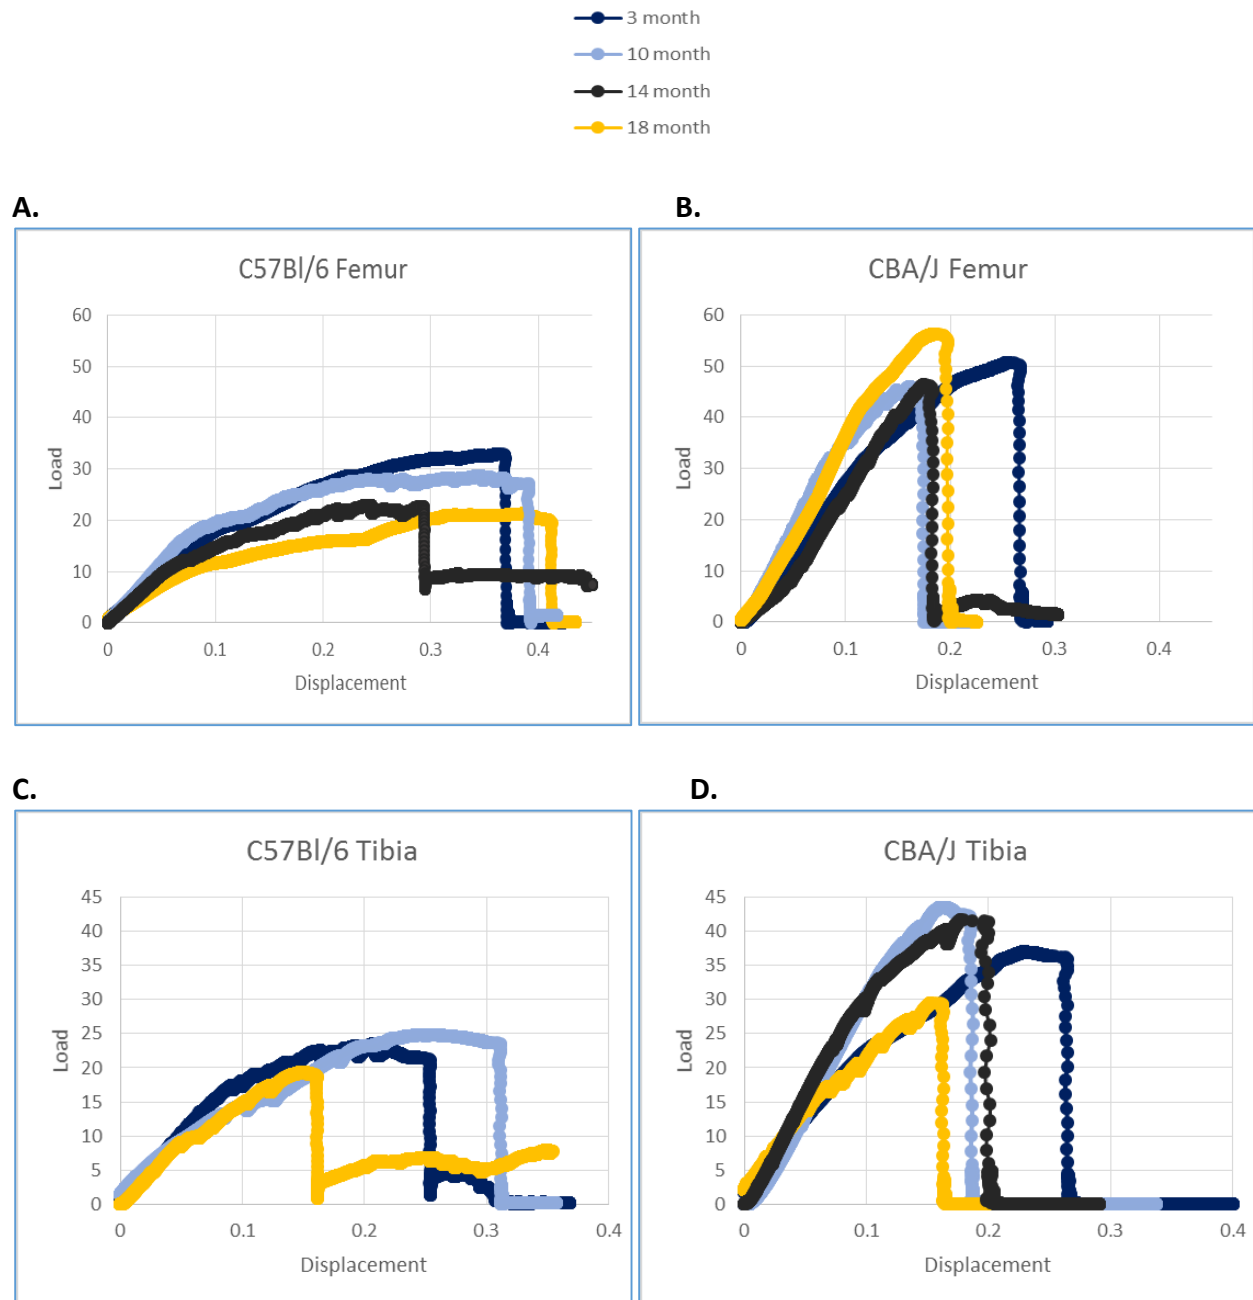 3 month
10 month
14 month
18 month
A.
B.
C57Bl/6 Femur
CBA/J Femur
60
50
40
30
20
10
0
Load
0 0.1 0.2 0.3 0.4
Displacement
60
50
40
30
20
10
0
Load
0 0.1 0.2 0.3 0.4
Displacement
C.
D.
C57Bl/6 Tibia
CBA/J Tibia
45
40
35
30
25
20
15
10
5
0
Load
0 0.1 0.2 0.3 0.4
Displacement
45
40
35
30
25
20
15
10
5
0
Load
0 0.1 0.2 0.3 0.4
Displacement